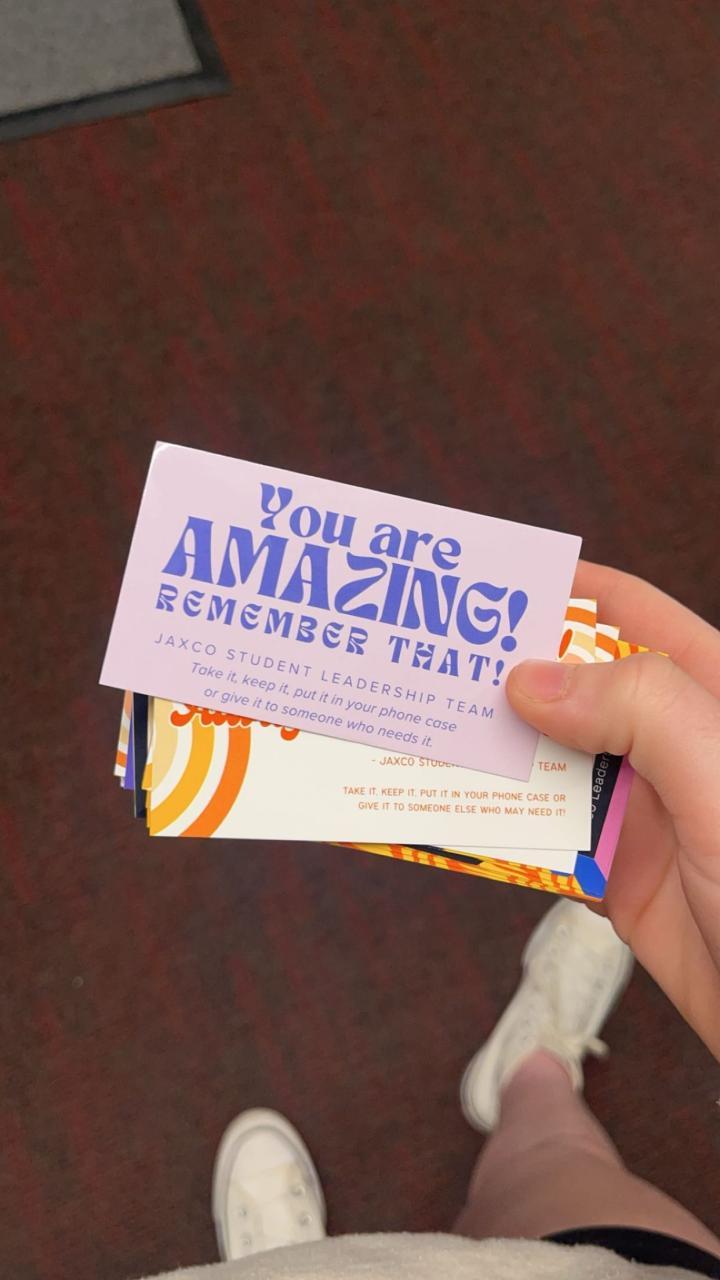 You are
AMAZING!
REMEMBER THAT!
JAXCO STUDENT LEADERSHIP TEAM
Take it, keep it, put it in your phone case
or give it to someone who needs it.
- JAXCO TEAM
TAKE IT. KEEP IT, PUT IT IN YOUR PHONE CASE OR
GIVE IT TO SOMEONE ELSE WHO MAY NEED IT!